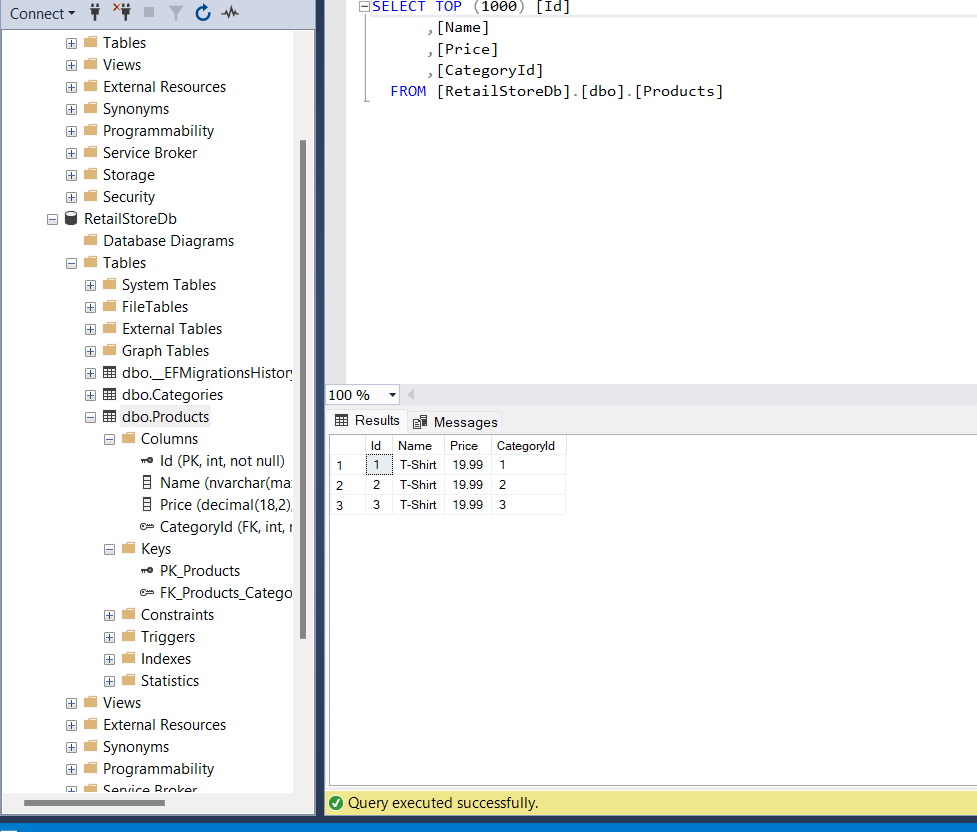 Connect
Tables
Views
External Resources
Synonyms
Programmability
Service Broker
Storage
Security
RetailStoreDb
Database Diagrams
Tables
System Tables
FileTables
External Tables
Graph Tables
dbo.__EFMigrationsHistory
dbo.Categories
dbo.Products
Columns
Id (PK, int, not null)
Name (nvarchar(ma
Price (decimal(18,2),
CategoryId (FK, int, n
Keys
PK_Products
FK_Products_Catego
Constraints
Triggers
Indexes
Statistics
Views
External Resources
Synonyms
Programmability
Service Broker
SELECT TOP (1000) [Id]
,[Name]
,[Price]
,[CategoryId]
FROM [RetailStoreDb].[dbo].[Products]
100 %
Results Messages
Id Name Price CategoryId
1 1 T-Shirt 19.99 1
2 2 T-Shirt 19.99 2
3 3 T-Shirt 19.99 3
Query executed successfully.